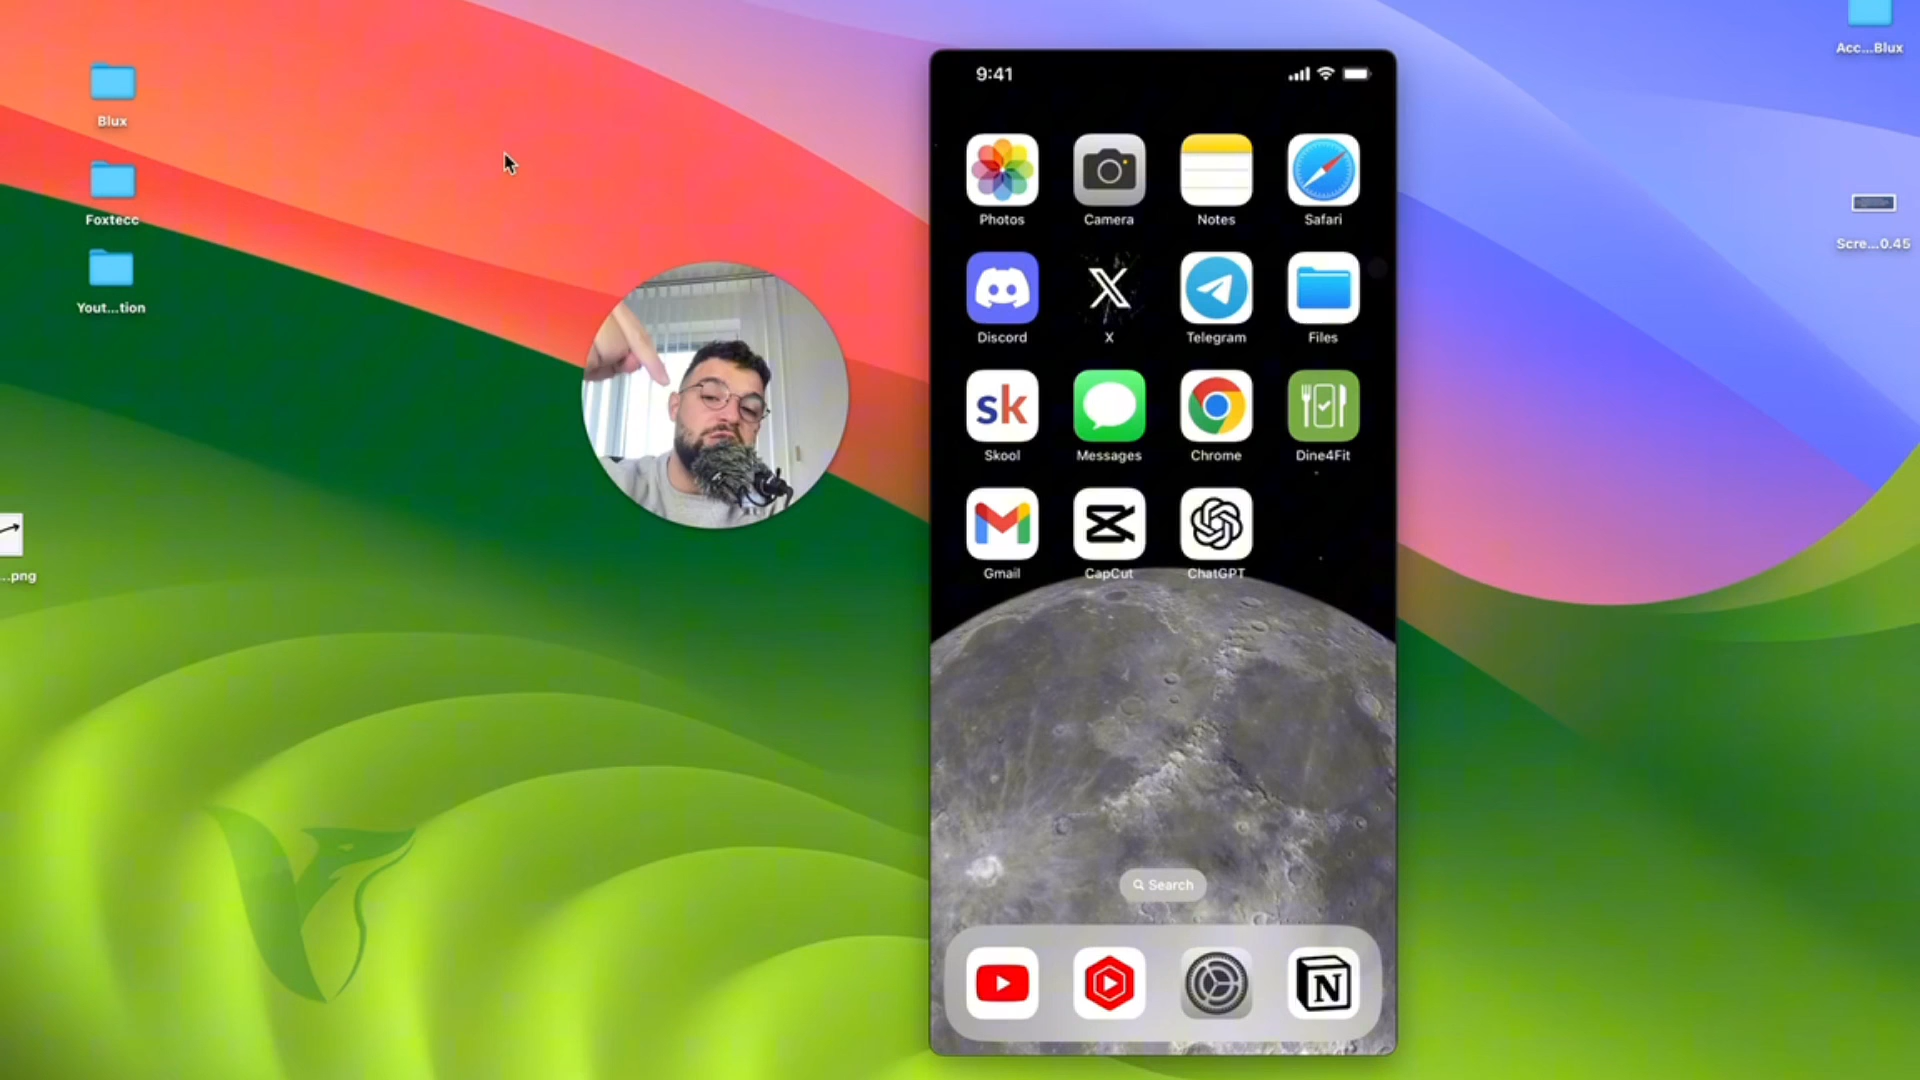 Blux
Foxtecc
Yout...tion
...png
9:41
Photos
Camera
Notes
Safari
Discord
X
Telegram
Files
sk
Skool
Messages
Chrome
Dine4Fit
Gmail
CapCut
ChatGPT
Search
N
Acc...Blux
Scre...0.45